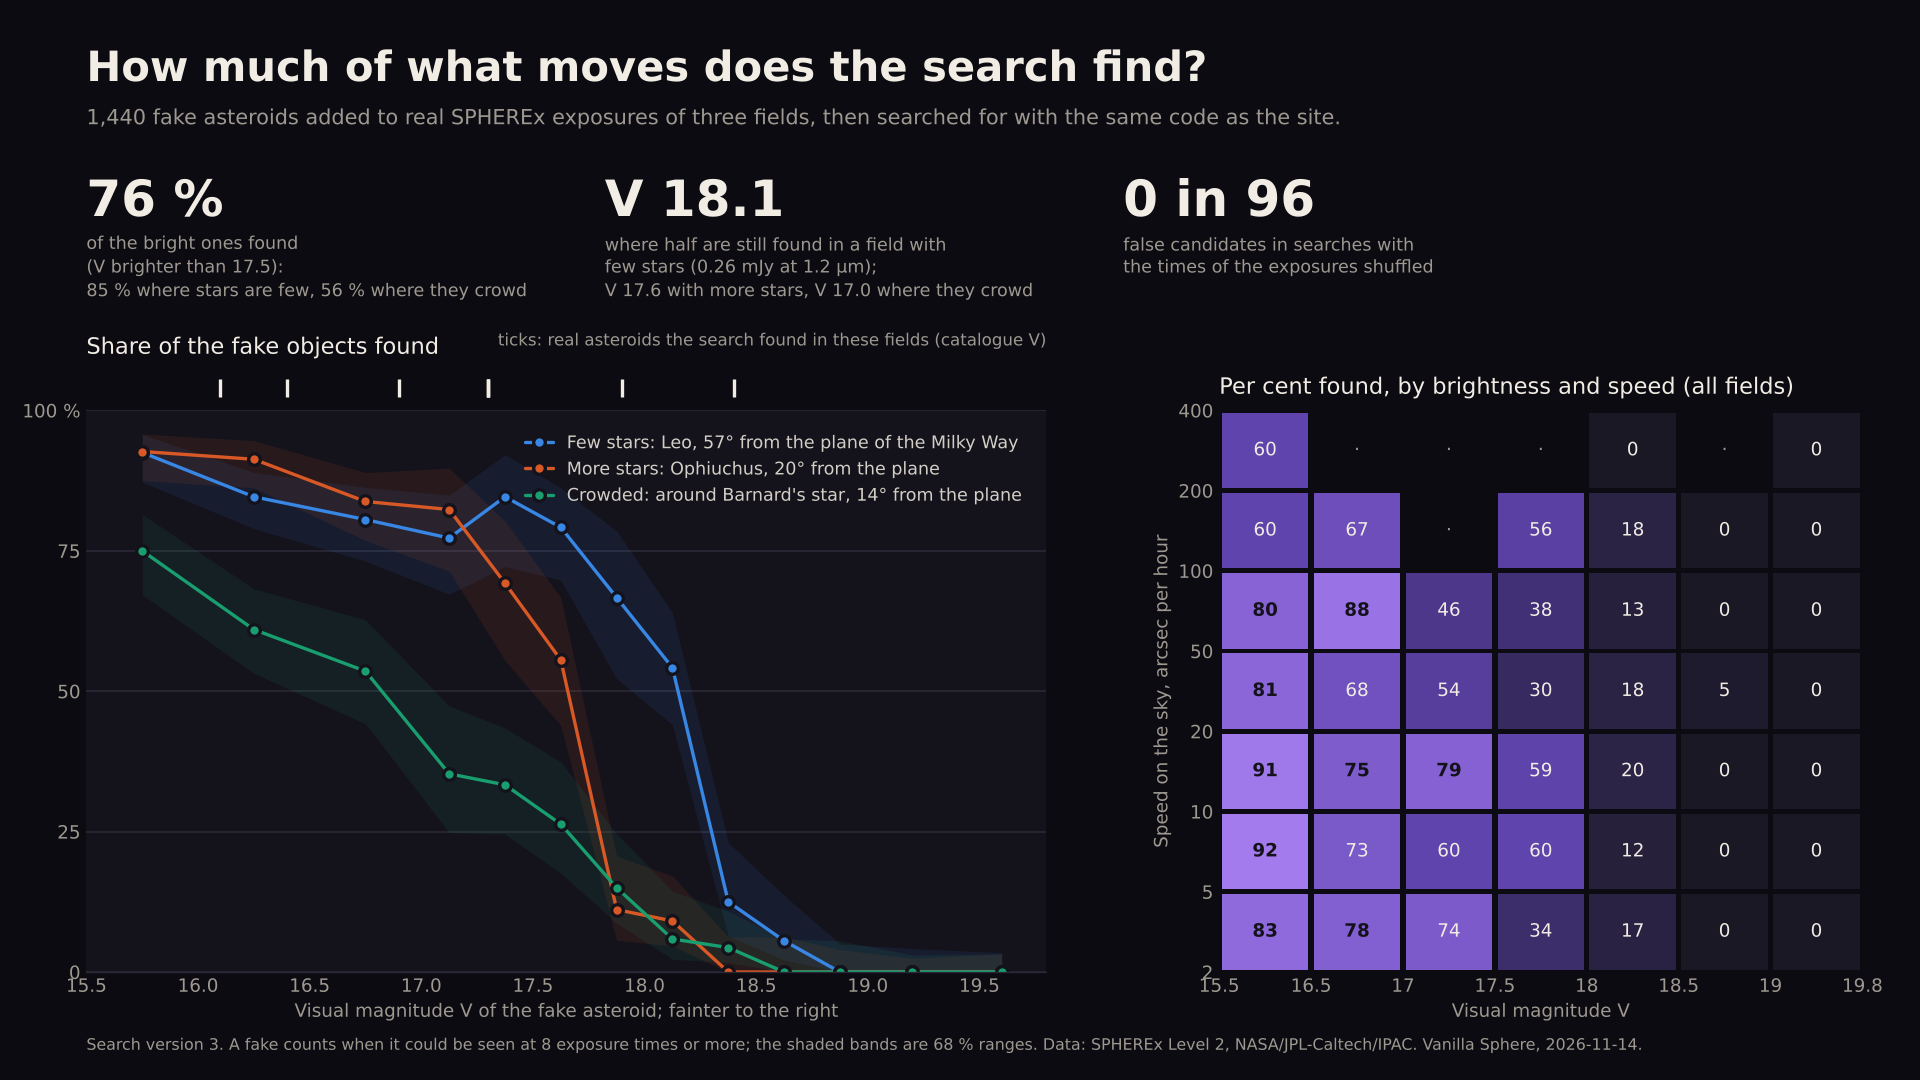 How much of what moves does the search find?
1,440 fake asteroids added to real SPHEREx exposures of three fields, then searched for with the same code as the site.
76 %
of the bright ones found
(V brighter than 17.5):
85 % where stars are few, 56 % where they crowd
V 18.1
where half are still found in a field with
few stars (0.26 mJy at 1.2 µm);
V 17.6 with more stars, V 17.0 where they crowd
0 in 96
false candidates in searches with
the times of the exposures shuffled
Share of the fake objects found
ticks: real asteroids the search found in these fields (catalogue V)
100 %
75
50
25
0
Few stars: Leo, 57° from the plane of the Milky Way
More stars: Ophiuchus, 20° from the plane
Crowded: around Barnard's star, 14° from the plane
15.5 16.0 16.5 17.0 17.5 18.0 18.5 19.0 19.5
Visual magnitude V of the fake asteroid; fainter to the right
Per cent found, by brightness and speed (all fields)
Speed on the sky, arcsec per hour
400
60 · · · 0 · 0
200
60 67 · 56 18 0 0
100
80 88 46 38 13 0 0
50
81 68 54 30 18 5 0
20
91 75 79 59 20 0 0
10
92 73 60 60 12 0 0
5
83 78 74 34 17 0 0
2
15.5 16.5 17 17.5 18 18.5 19 19.8
Visual magnitude V
Search version 3. A fake counts when it could be seen at 8 exposure times or more; the shaded bands are 68 % ranges. Data: SPHEREx Level 2, NASA/JPL-Caltech/IPAC. Vanilla Sphere, 2026-11-14.